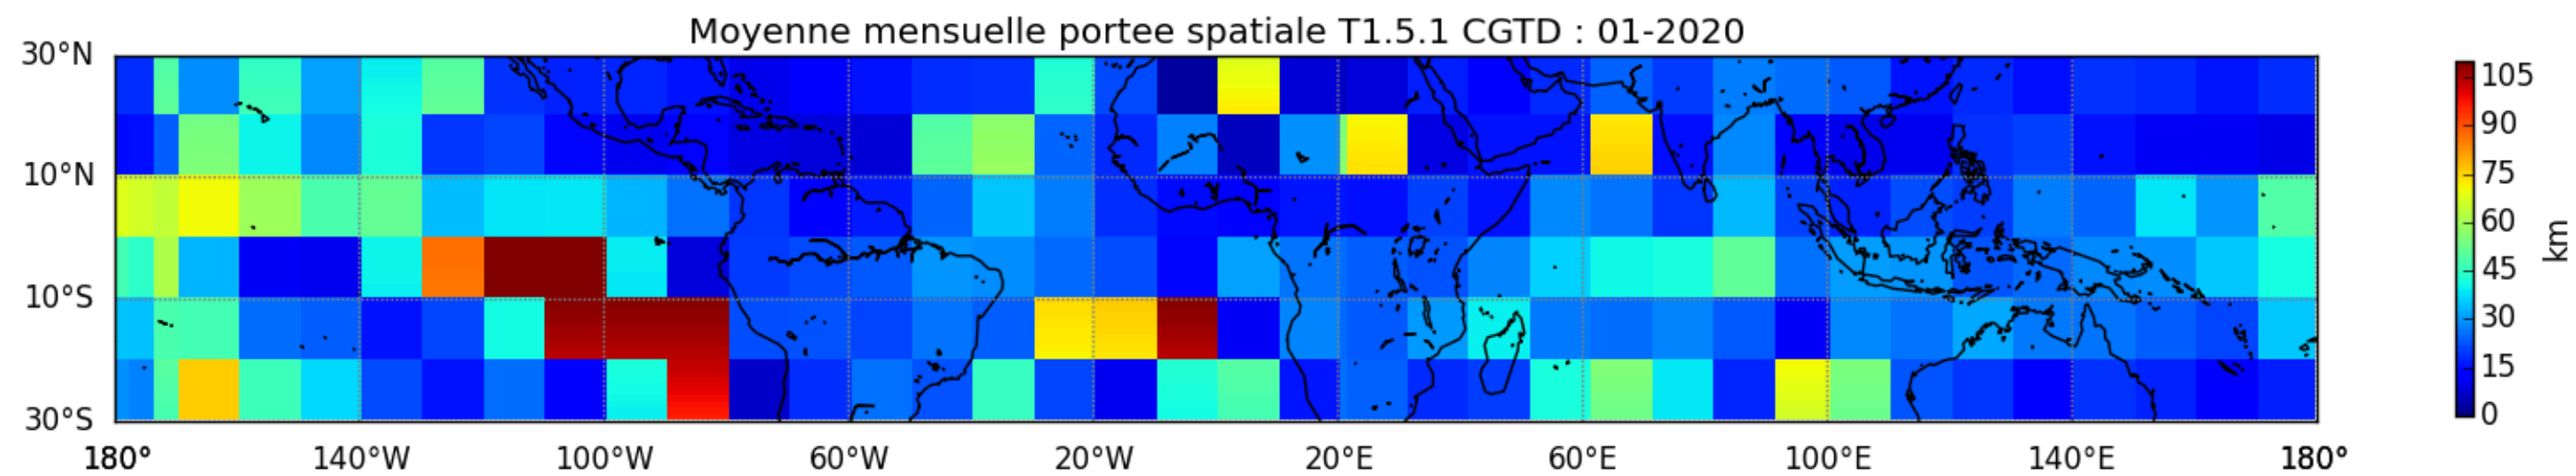 Moyenne mensuelle portee spatiale T1.5.1 CGTD : 01-2020
30°N
10°N
10°S
30°S
180° 140°W 100°W 60°W 20°W 20°E 60°E 100°E 140°E 180°
105
90
75
60
45
30
15
0
km